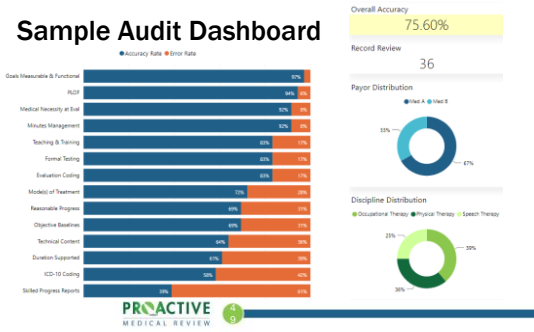 Sample Audit Dashboard
Accuracy Rate Error Rate
Goals Measurable & Functional 97%
PLOF 94% 6%
Medical Necessity at Eval 92% 8%
Minutes Management 92% 8%
Teaching & Training 83% 17%
Formal Testing 83% 17%
Evaluation Coding 83% 17%
Mode(s) of Treatment 72% 28%
Reasonable Progress 69% 31%
Objective Baselines 69% 31%
Technical Content 64% 36%
Duration Supported 61% 39%
ICD-10 Coding 58% 42%
Skilled Progress Reports 39% 61%
Overall Accuracy
75.60%
Record Review
36
Payor Distribution
Med A Med B
33%
67%
Discipline Distribution
Occupational Therapy Physical Therapy Speech Therapy
25%
39%
36%
PROACTIVE
MEDICAL REVIEW
4
9